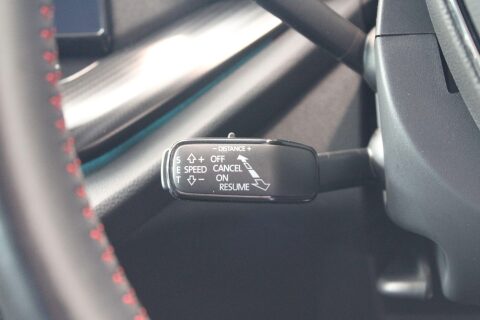 - DISTANCE +
S ⇧+ OFF
E SPEED CANCEL
T ⇩- ON
RESUME